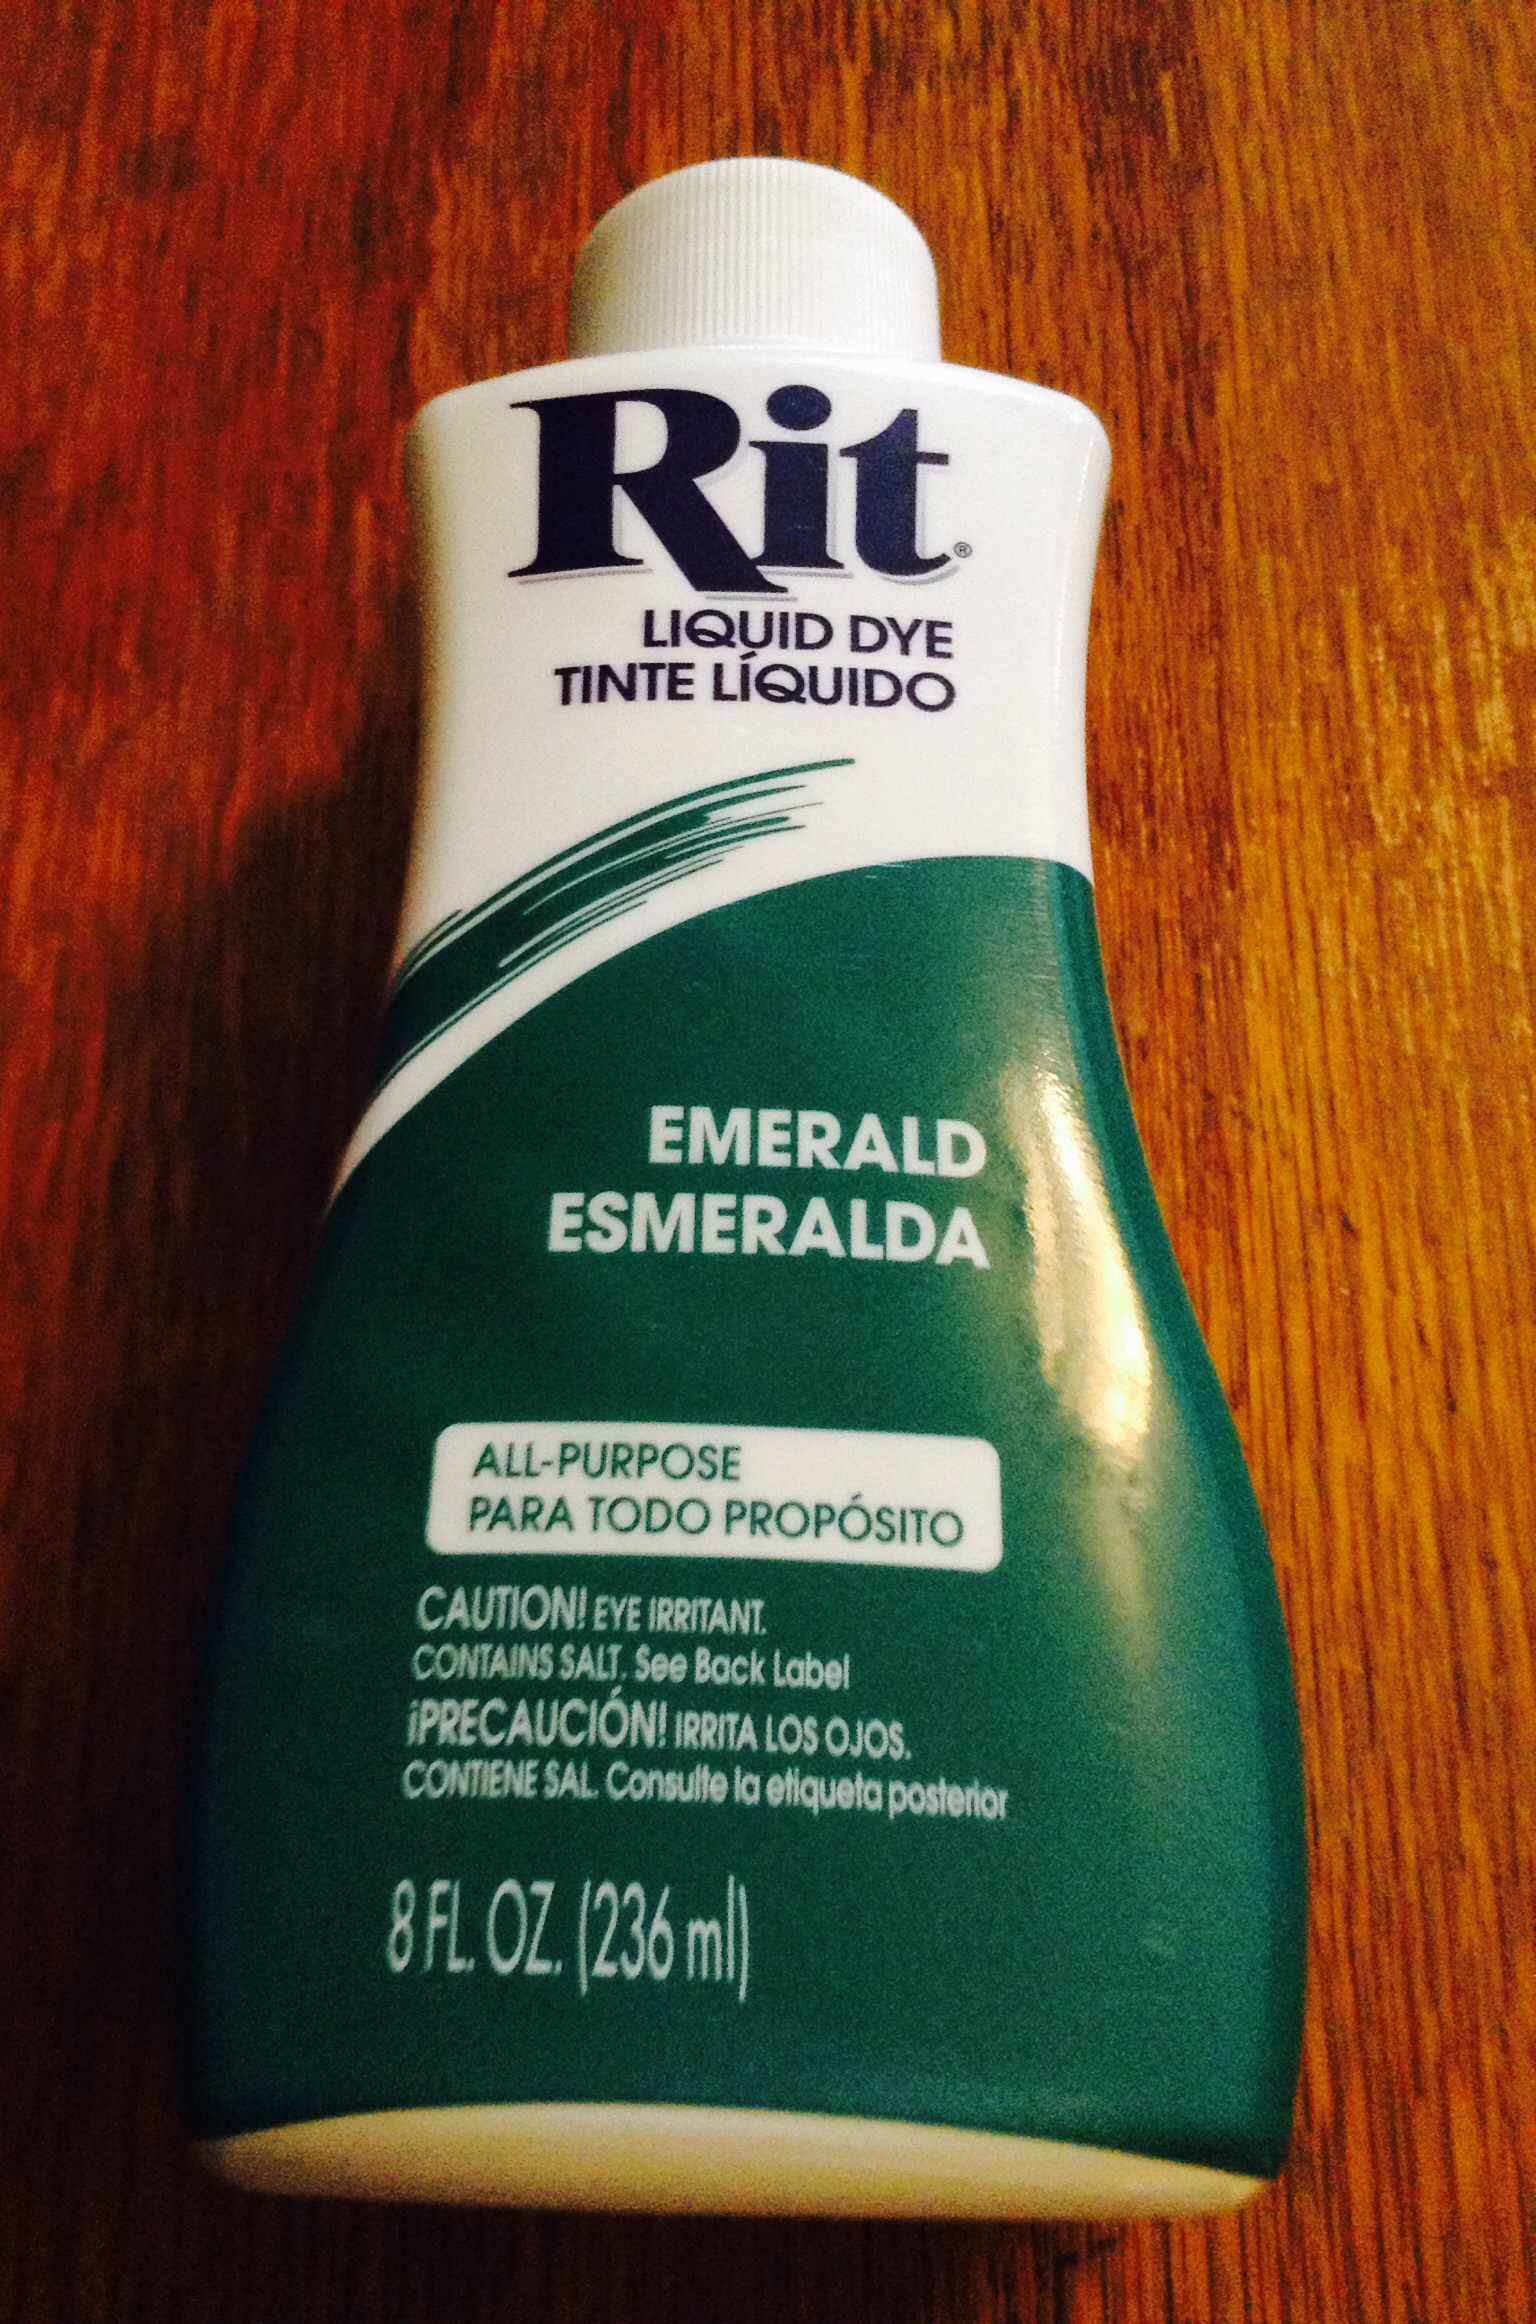 Rit®
LIQUID DYE
TINTE LÍQUIDO
EMERALD
ESMERALDA
ALL-PURPOSE
PARA TODO PROPÓSITO
CAUTION! EYE IRRITANT.
CONTAINS SALT. See Back Label
¡PRECAUCIÓN! IRRITA LOS OJOS.
CONTIENE SAL. Consulte la etiqueta posterior
8 FL. OZ. (236 ml)